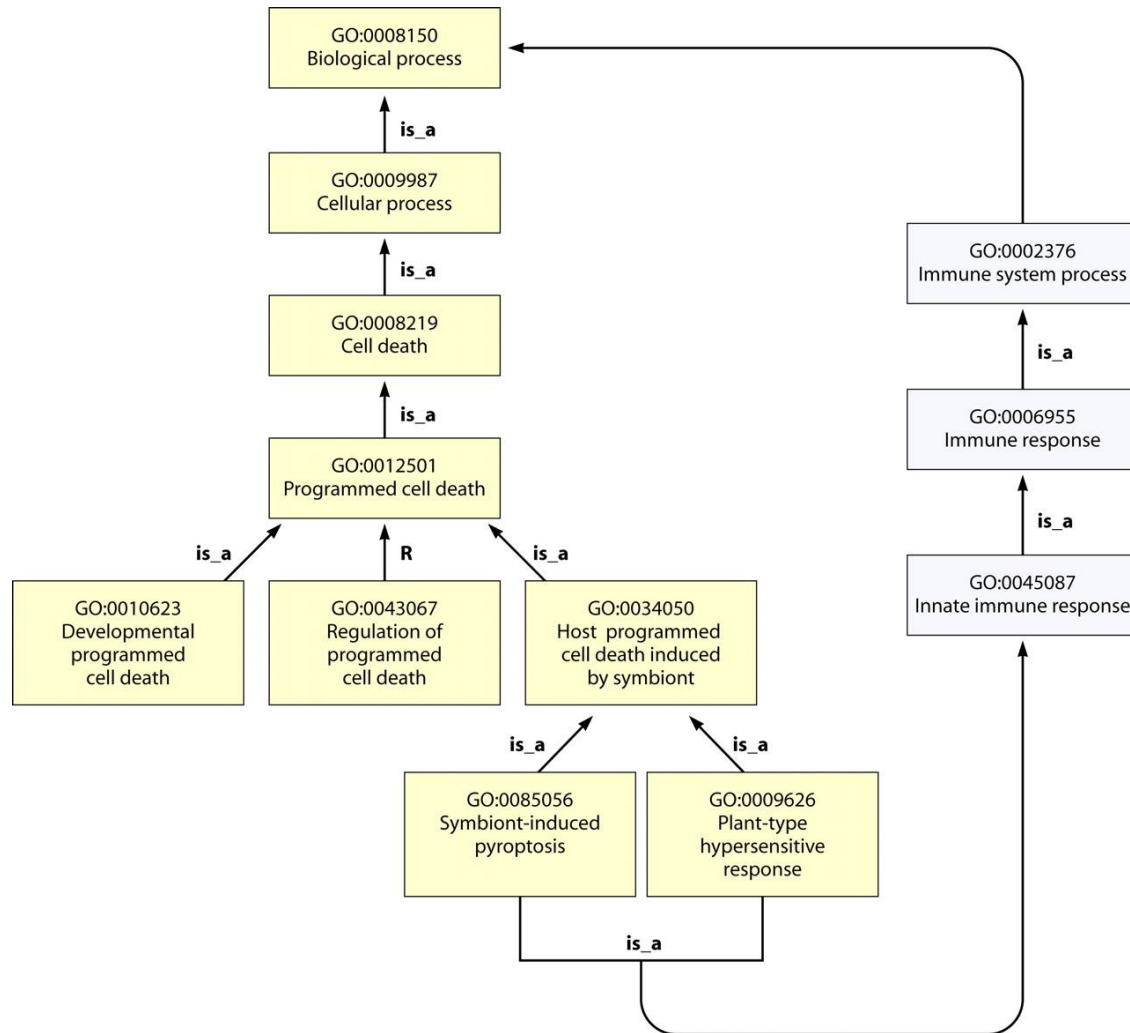 GO:0008150
Biological process
is_a
GO:0009987
Cellular process
is_a
GO:0008219
Cell death
is_a
GO:0012501
Programmed cell death
is_a
R
is_a
GO:0010623
Developmental
programmed
cell death
GO:0043067
Regulation of
programmed
cell death
GO:0034050
Host programmed
cell death induced
by symbiont
is_a
is_a
GO:0085056
Symbiont-induced
pyroptosis
GO:0009626
Plant-type
hypersensitive
response
is_a
GO:0002376
Immune system process
is_a
GO:0006955
Immune response
is_a
GO:0045087
Innate immune response